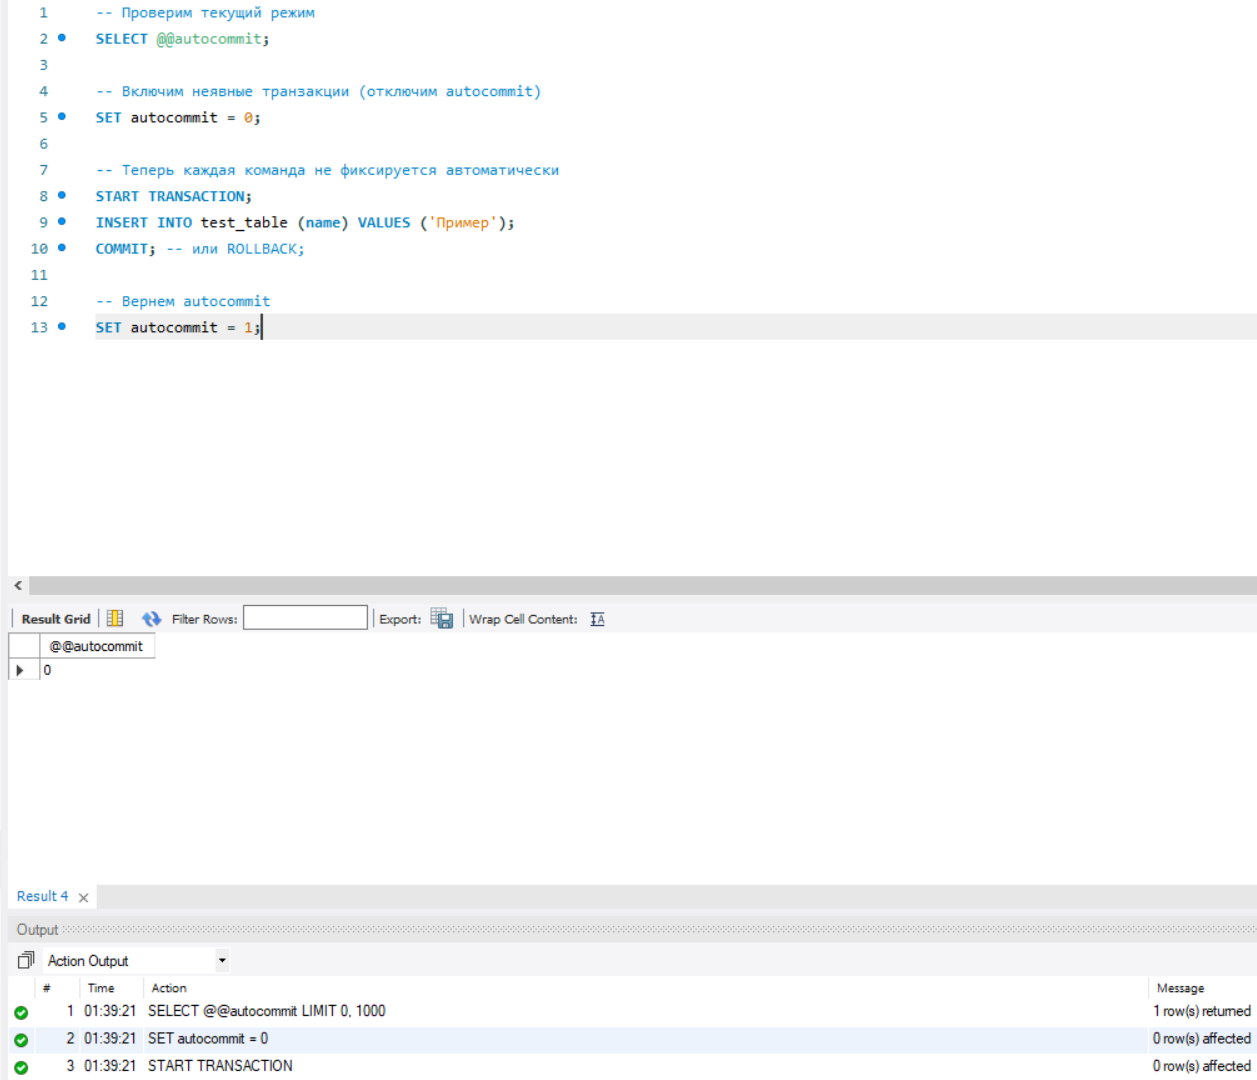 1 -- Проверим текущий режим
2 SELECT @@autocommit;
3
4 -- Включим неявные транзакции (отключим autocommit)
5 SET autocommit = 0;
6
7 -- Теперь каждая команда не фиксируется автоматически
8 START TRANSACTION;
9 INSERT INTO test_table (name) VALUES ('Пример');
10 COMMIT; -- или ROLLBACK;
11
12 -- Вернем autocommit
13 SET autocommit = 1;
Result Grid Filter Rows: Export: Wrap Cell Content: IA
@@autocommit
0
Result 4
Output
Action Output
# Time Action Message
1 01:39:21 SELECT @@autocommit LIMIT 0, 1000 1 row(s) returned
2 01:39:21 SET autocommit = 0 0 row(s) affected
3 01:39:21 START TRANSACTION 0 row(s) affected